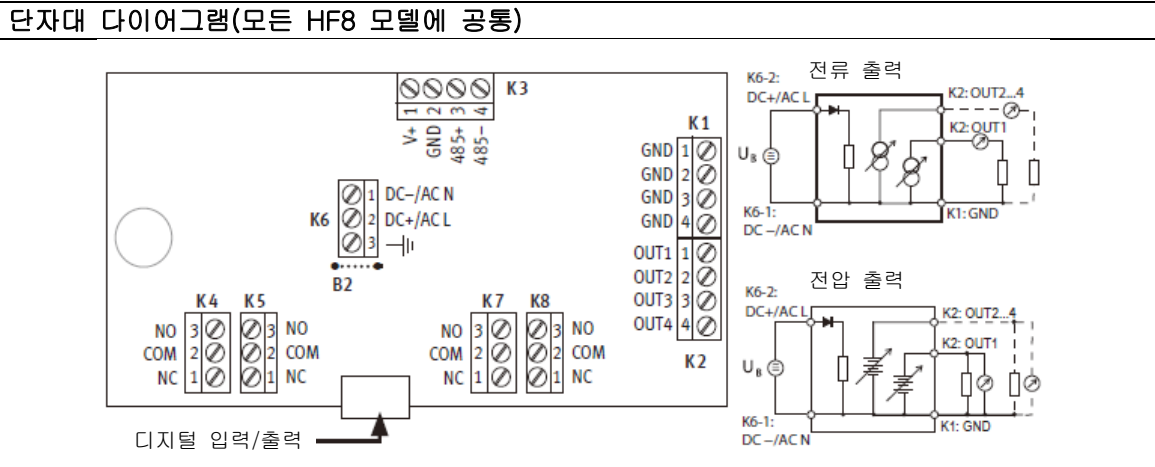 단자대 다이어그램(모든 HF8 모델에 공통)
K3
1 2 3 4
V+
GND
485+
485−
K1
GND 1
GND 2
GND 3
GND 4
OUT1 1
OUT2 2
OUT3 3
OUT4 4
K2
K6
1 DC−/AC N
2 DC+/AC L
3
B2
K4 K5
NO 3 3 NO
COM 2 2 COM
NC 1 1 NC
K7 K8
NO 3 3 NO
COM 2 2 COM
NC 1 1 NC
디지털 입력/출력
전류 출력
K6-2:
DC+/AC L
K2: OUT2...4
K2: OUT1
UB
K6-1:
DC −/AC N
K1: GND
전압 출력
K6-2:
DC+/AC L
K2: OUT2...4
K2: OUT1
UB
K6-1:
DC −/AC N
K1: GND